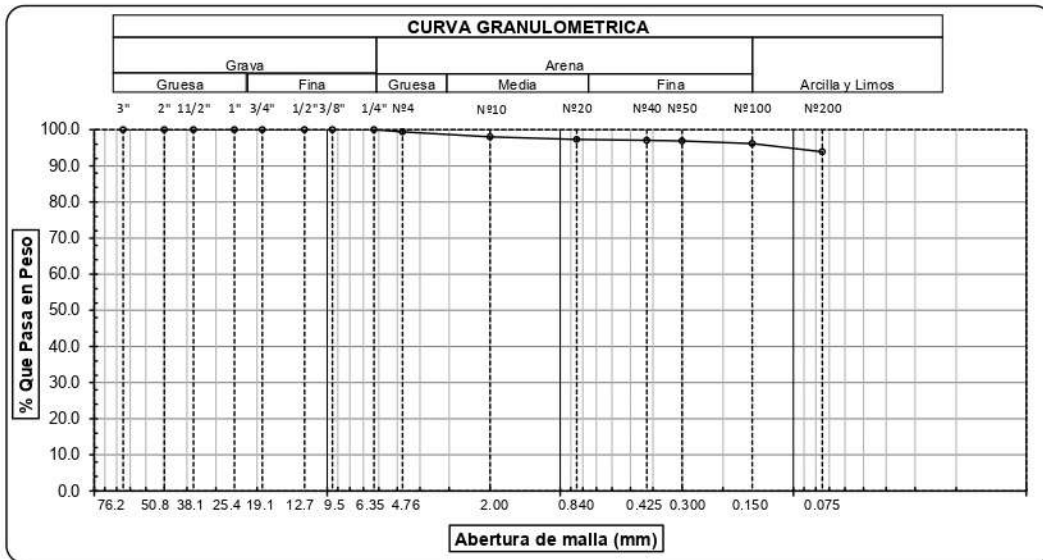 CURVA GRANULOMETRICA
Grava Arena
Gruesa Fina Gruesa Media Fina Arcilla y Limos
3" 2" 11/2" 1" 3/4" 1/2" 3/8" 1/4" Nº4 Nº10 Nº20 Nº40 Nº50 Nº100 Nº200
100.0
90.0
80.0
70.0
60.0
50.0
40.0
30.0
20.0
10.0
0.0
% Que Pasa en Peso
76.2 50.8 38.1 25.4 19.1 12.7 9.5 6.35 4.76 2.00 0.840 0.425 0.300 0.150 0.075
Abertura de malla (mm)